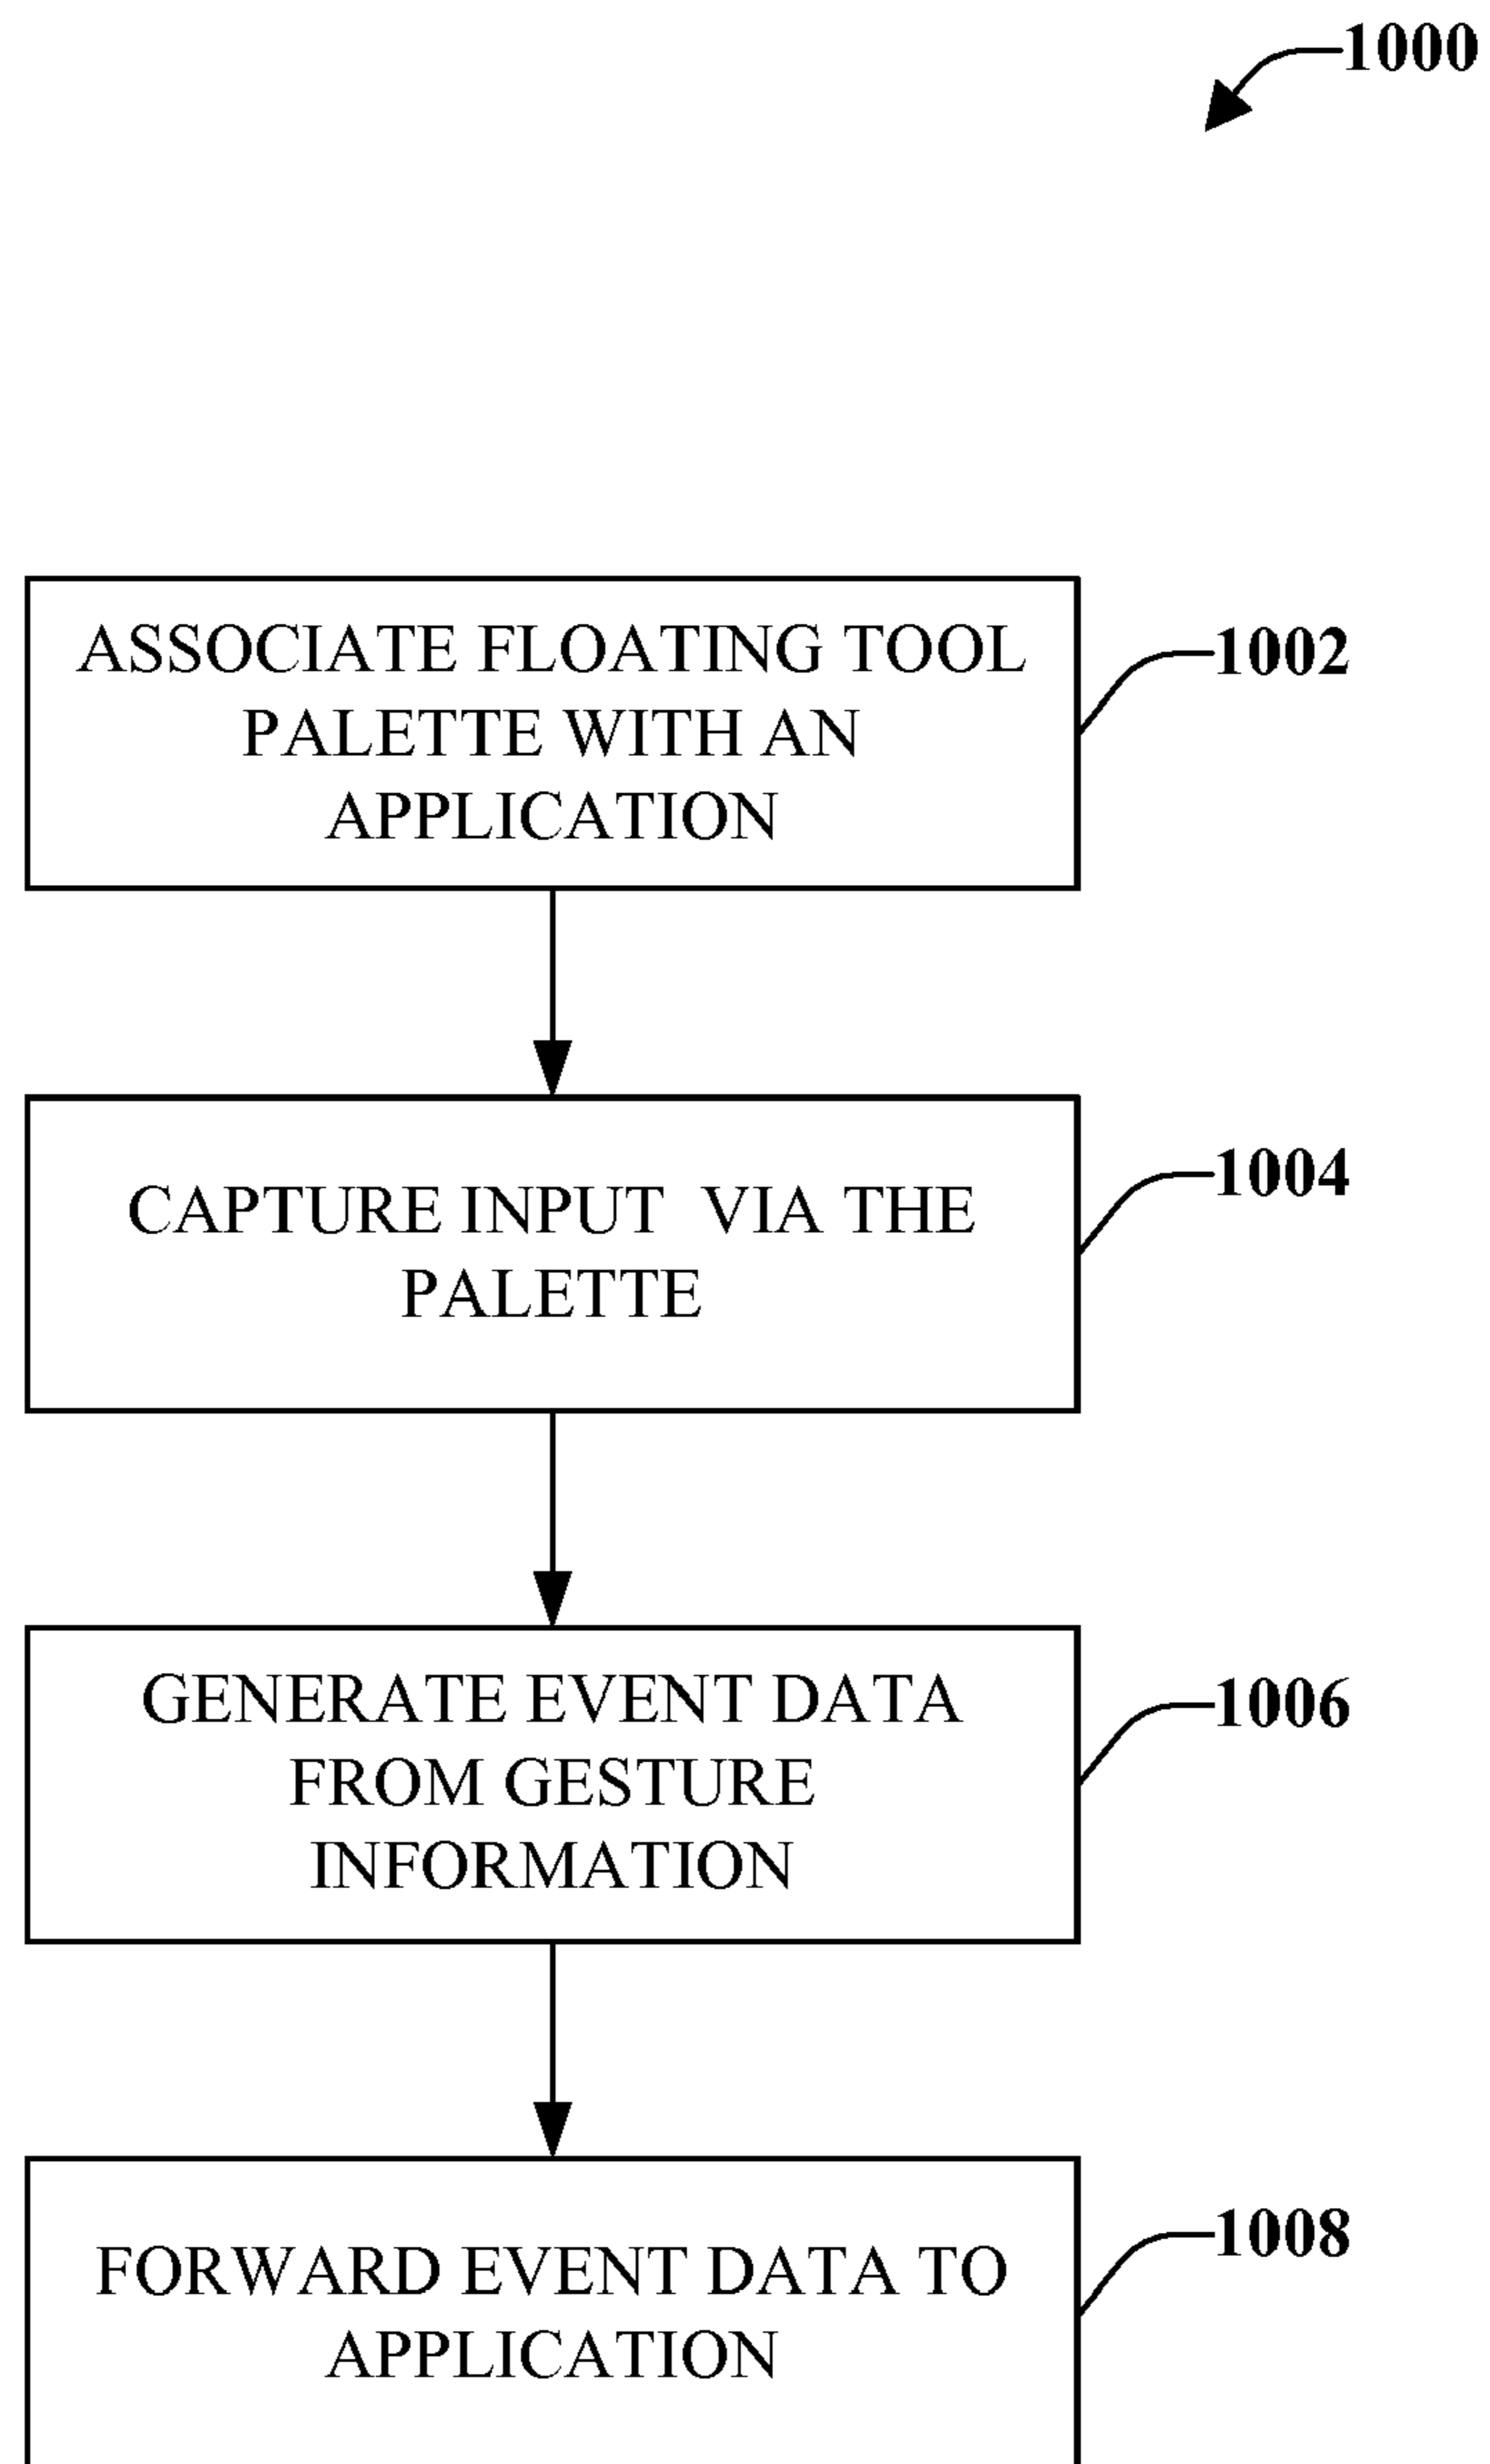 1000
ASSOCIATE FLOATING TOOL
PALETTE WITH AN
APPLICATION
1002
CAPTURE INPUT VIA THE
PALETTE
1004
GENERATE EVENT DATA
FROM GESTURE
INFORMATION
1006
FORWARD EVENT DATA TO
APPLICATION
1008